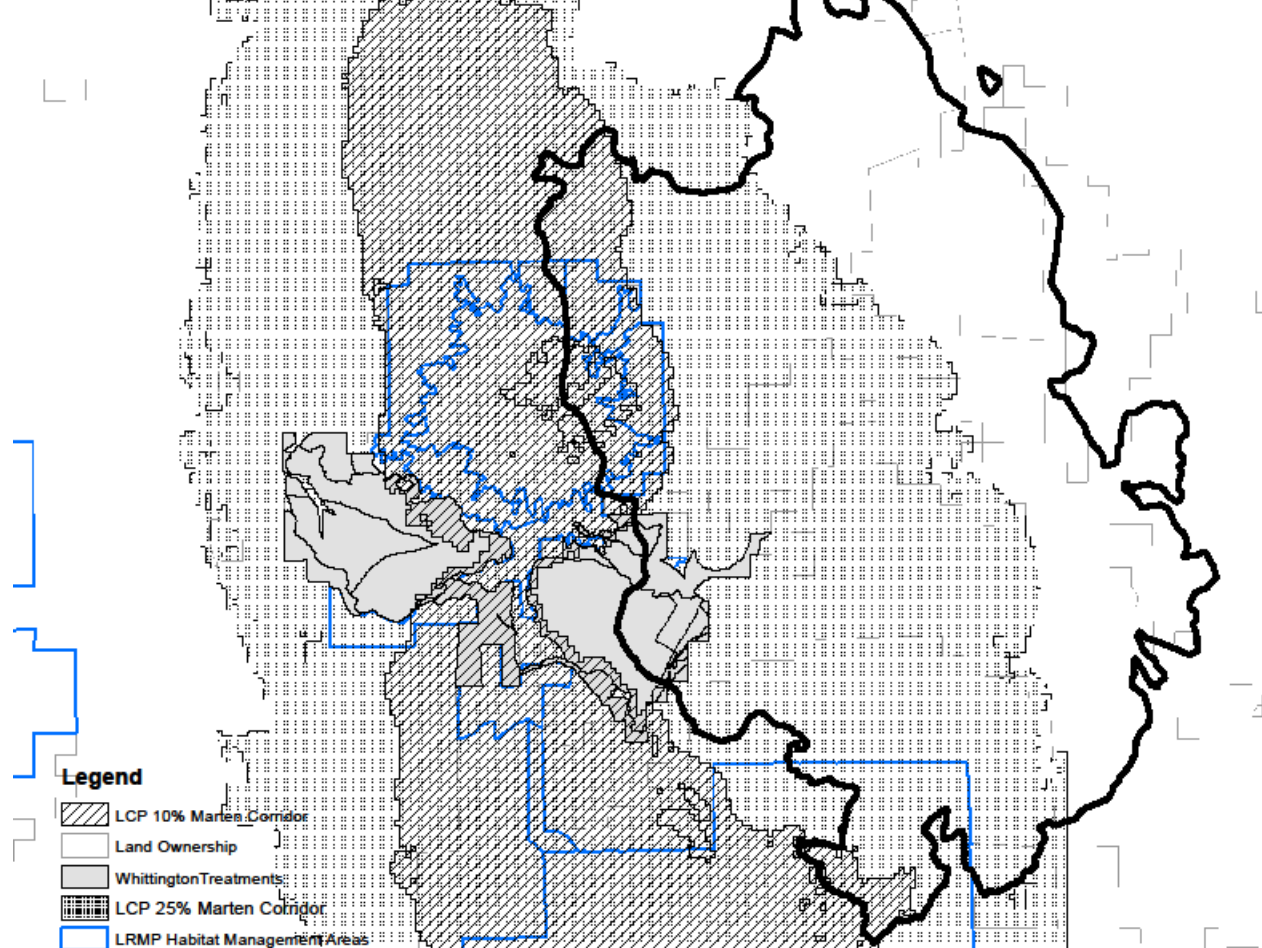 Legend
LCP 10% Marten Corridor
Land Ownership
WhittingtonTreatments
LCP 25% Marten Corridor
LRMP Habitat Management Areas